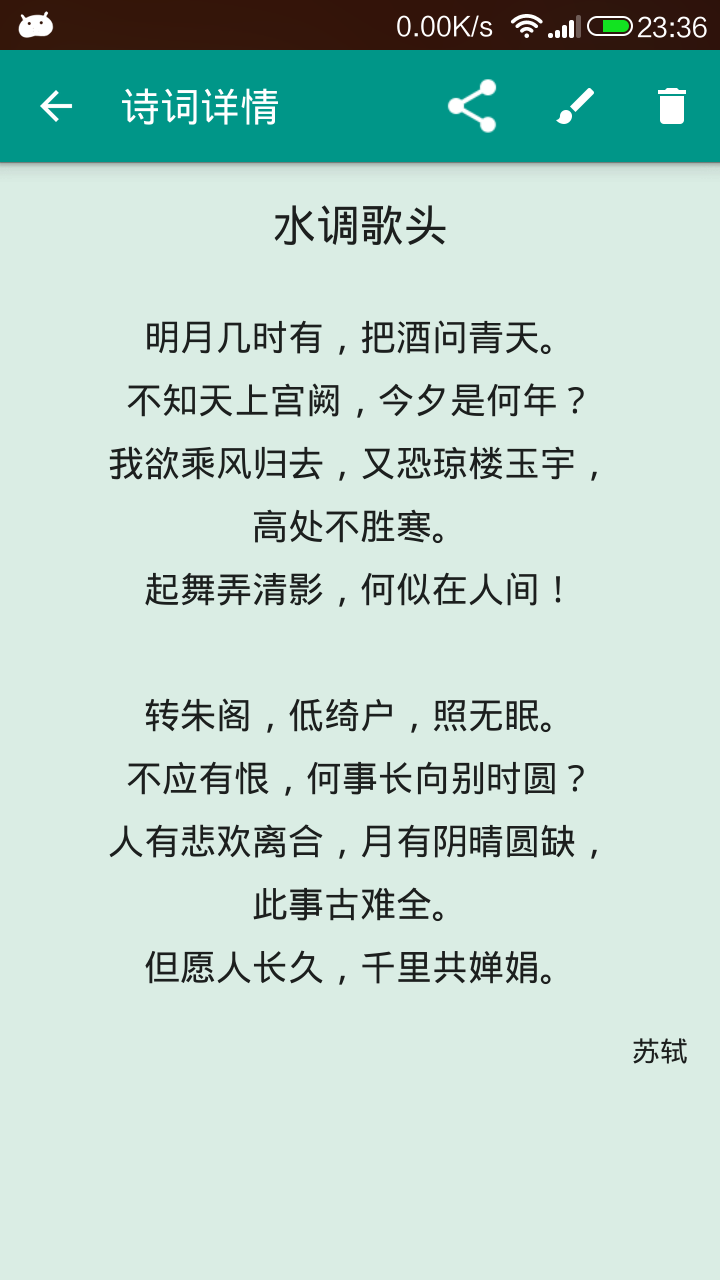 0.00K/s 23:36
诗词详情
水调歌头
明月几时有，把酒问青天。
不知天上宫阙，今夕是何年？
我欲乘风归去，又恐琼楼玉宇，
高处不胜寒。
起舞弄清影，何似在人间！
转朱阁，低绮户，照无眠。
不应有恨，何事长向别时圆？
人有悲欢离合，月有阴晴圆缺，
此事古难全。
但愿人长久，千里共婵娟。
苏轼